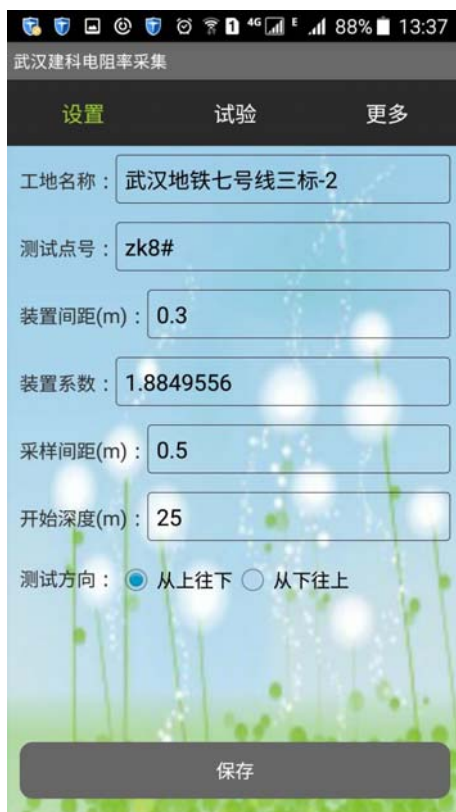 1 4G E 88% 13:37
武汉建科电阻率采集
设置 试验 更多
工地名称： 武汉地铁七号线三标-2
测试点号： zk8#
装置间距(m)： 0.3
装置系数： 1.8849556
采样间距(m)： 0.5
开始深度(m)： 25
测试方向： 从上往下 从下往上
保存